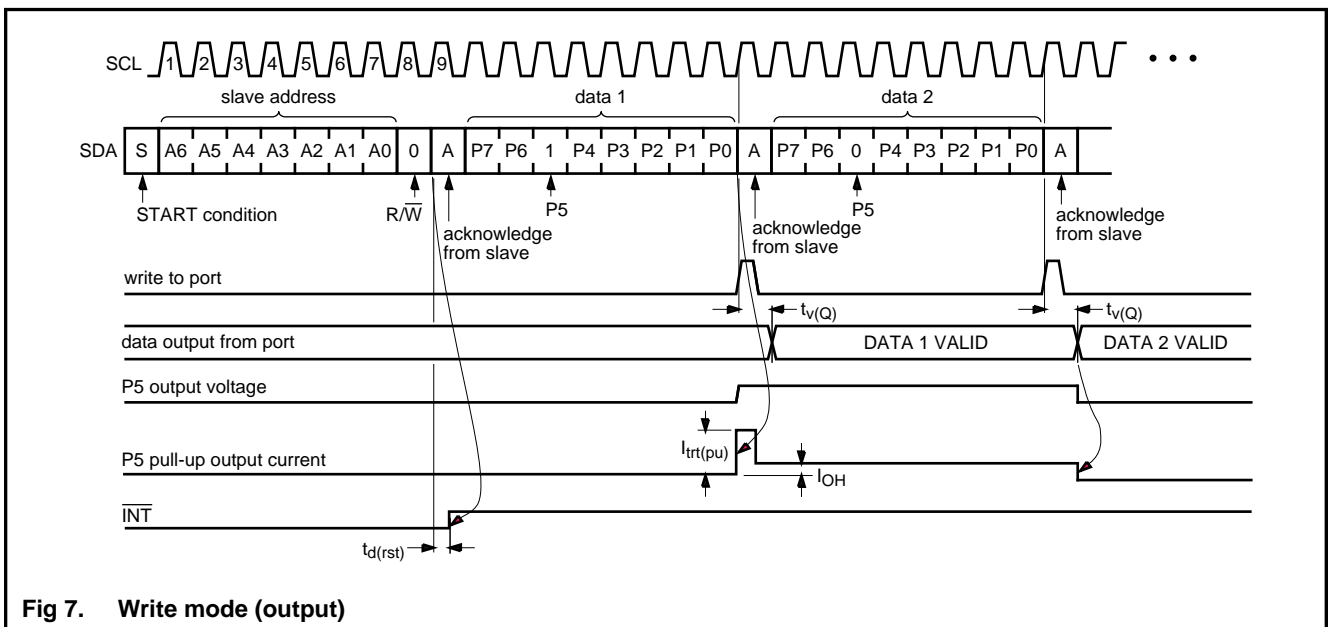 SCL 1 2 3 4 5 6 7 8 9
slave address data 1 data 2
SDA S A6 A5 A4 A3 A2 A1 A0 0 A P7 P6 1 P4 P3 P2 P1 P0 A P7 P6 0 P4 P3 P2 P1 P0 A
START condition R/W̅ P5 P5
acknowledge from slave
acknowledge from slave
acknowledge from slave
write to port
tv(Q) tv(Q)
data output from port DATA 1 VALID DATA 2 VALID
P5 output voltage
Itrt(pu)
P5 pull-up output current
IOH
I̅N̅T̅
td(rst)
Fig 7. Write mode (output)